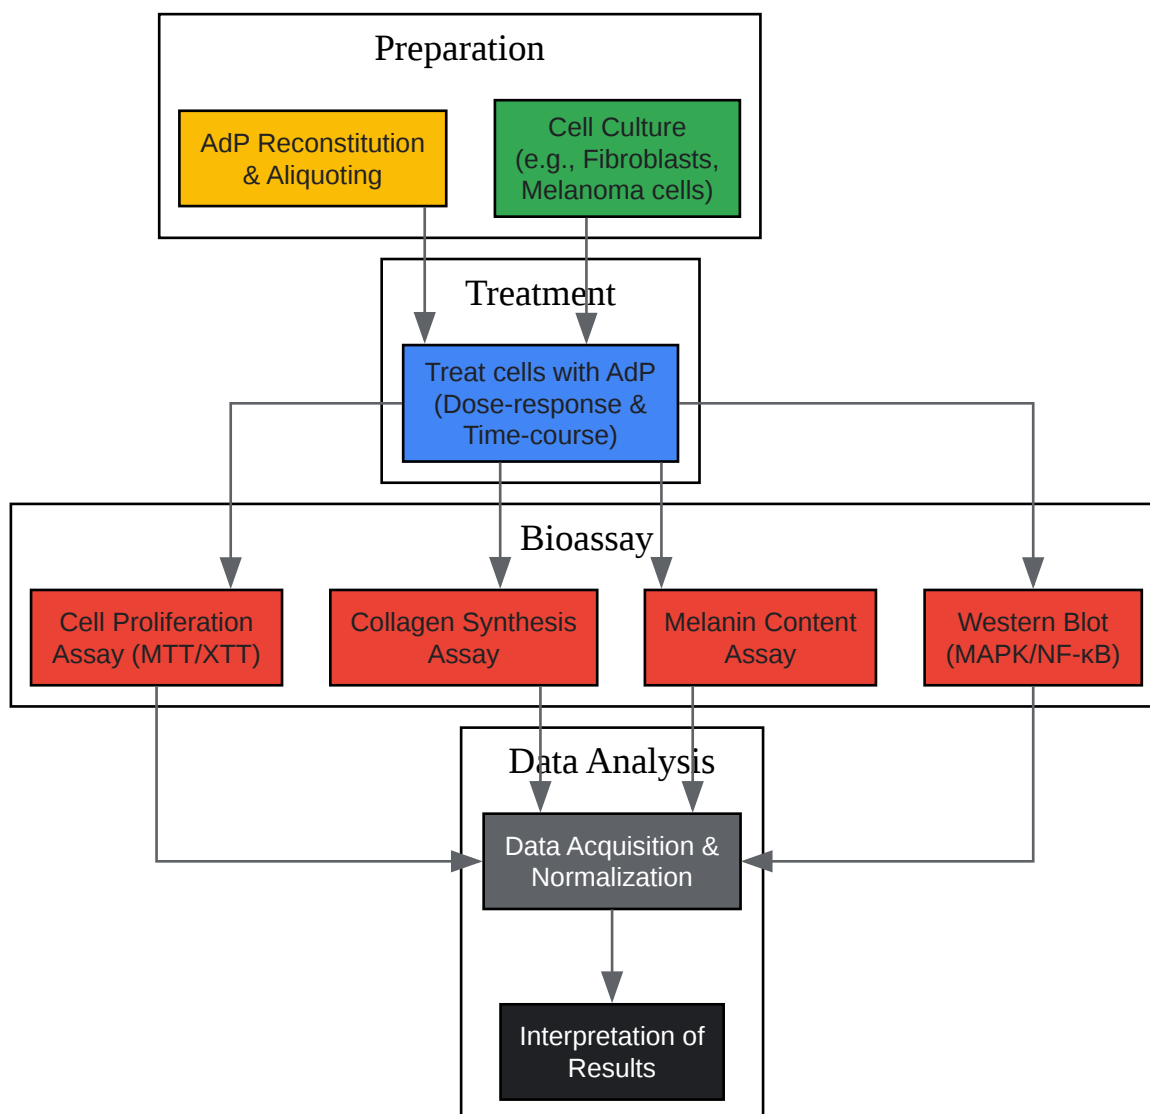 Preparation
AdP Reconstitution
& Aliquoting
Cell Culture
(e.g., Fibroblasts,
Melanoma cells)
Treatment
Treat cells with AdP
(Dose-response &
Time-course)
Bioassay
Cell Proliferation
Assay (MTT/XTT)
Collagen Synthesis
Assay
Melanin Content
Assay
Western Blot
(MAPK/NF-κB)
Data Analysis
Data Acquisition &
Normalization
Interpretation of
Results